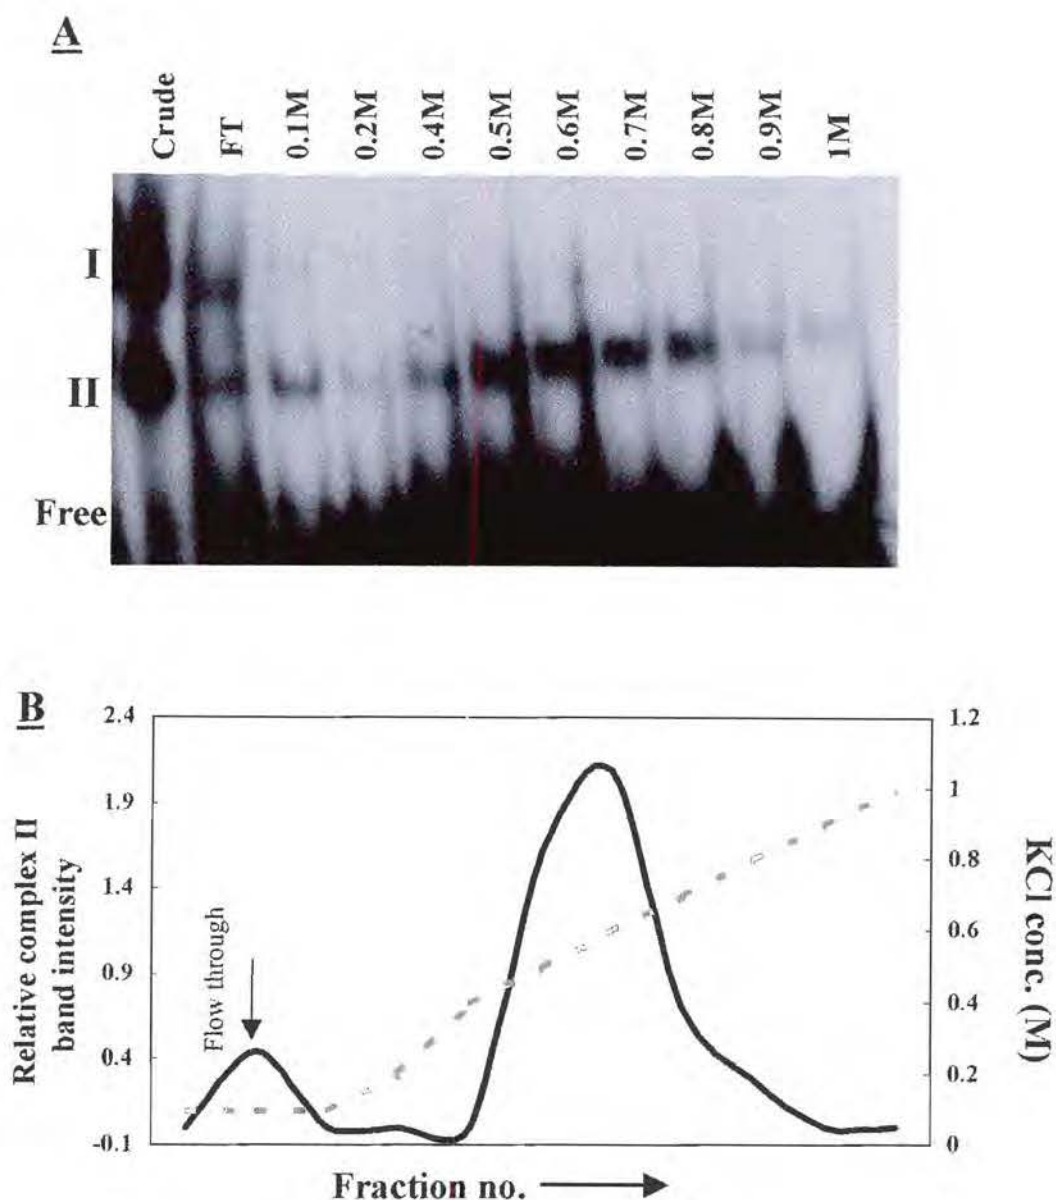 A
Crude FT 0.1M 0.2M 0.4M 0.5M 0.6M 0.7M 0.8M 0.9M 1M
I
II
Free
B
Relative complex II
band intensity
2.4
1.9
1.4
0.9
0.4
-0.1
Flow through
1.2
1
0.8
0.6
0.4
0.2
0
KCl conc. (M)
Fraction no.